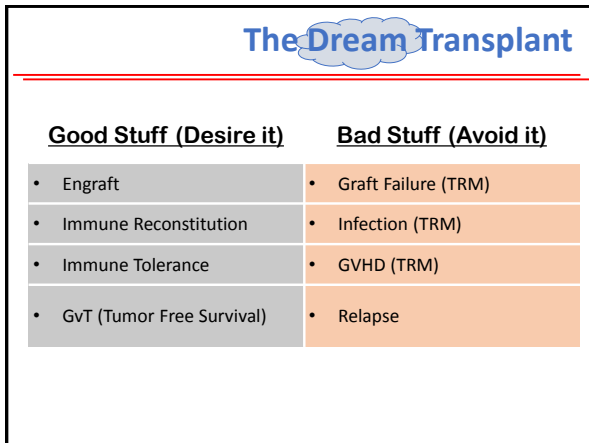 The Dream Transplant
Good Stuff (Desire it) Bad Stuff (Avoid it)
• Engraft • Graft Failure (TRM)
• Immune Reconstitution • Infection (TRM)
• Immune Tolerance • GVHD (TRM)
• GvT (Tumor Free Survival) • Relapse